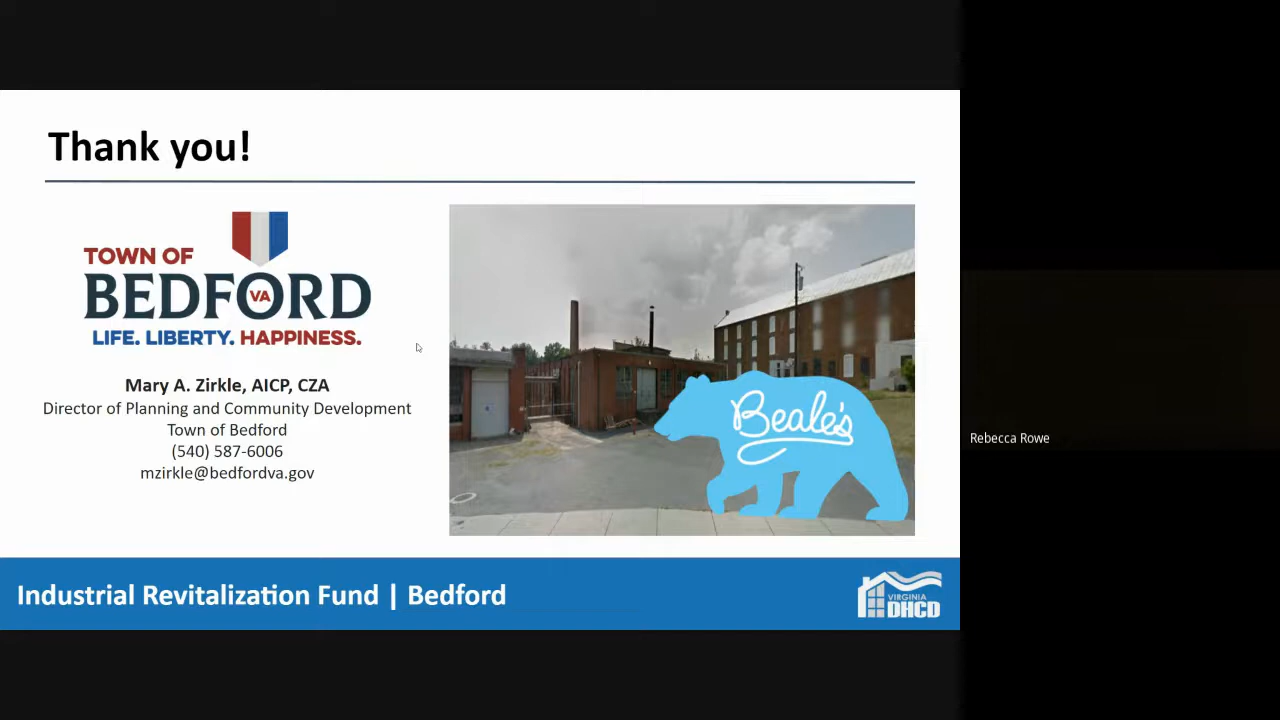 Thank you!
TOWN OF
BEDFORD
VA
LIFE. LIBERTY. HAPPINESS.
Mary A. Zirkle, AICP, CZA
Director of Planning and Community Development
Town of Bedford
(540) 587-6006
mzirkle@bedfordva.gov
Beale's
Rebecca Rowe
Industrial Revitalization Fund | Bedford
VIRGINIA
DHCD